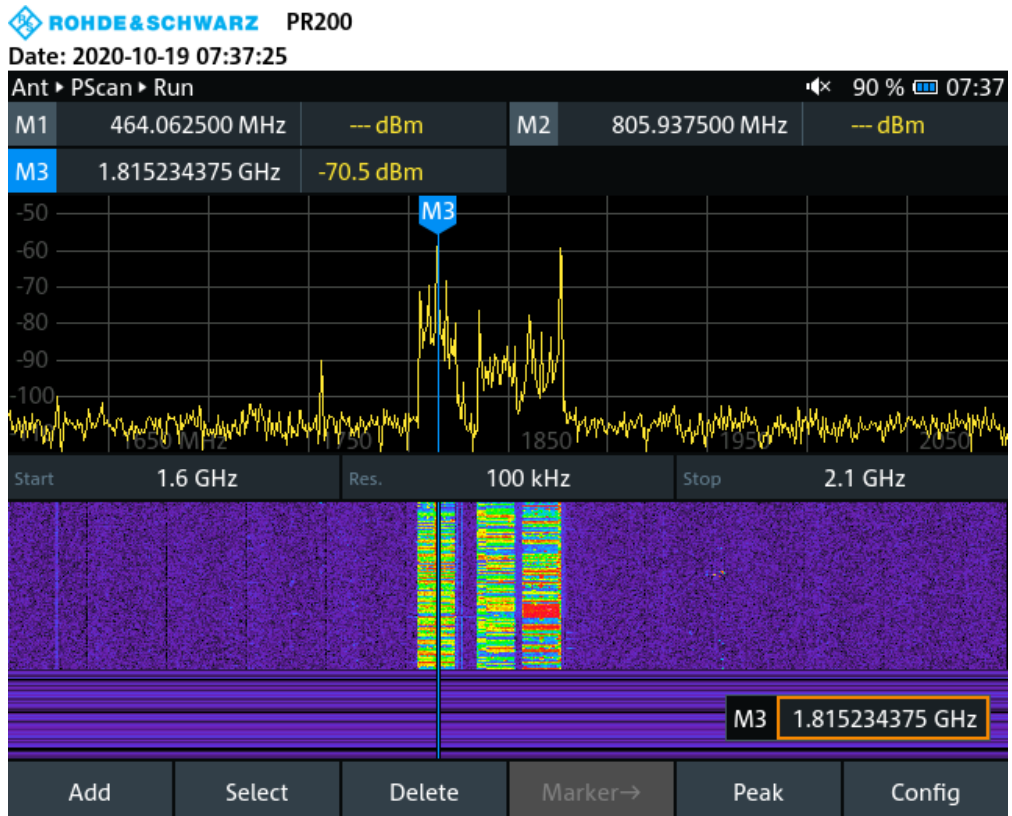 ROHDE&SCHWARZ PR200
Date: 2020-10-19 07:37:25
Ant ▸ PScan ▸ Run 90 % 07:37
M1 464.062500 MHz --- dBm M2 805.937500 MHz --- dBm
M3 1.815234375 GHz -70.5 dBm
M3
-50
-60
-70
-80
-90
-100
1650 MHz 1750 1850 1950 2050
Start 1.6 GHz Res. 100 kHz Stop 2.1 GHz
M3 1.815234375 GHz
Add Select Delete Marker→ Peak Config